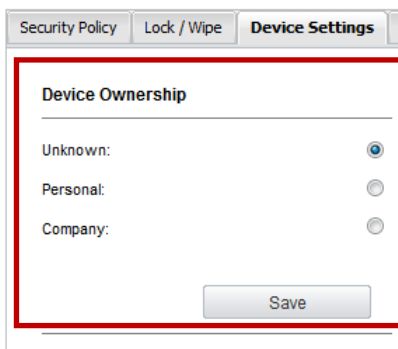 Security Policy Lock / Wipe Device Settings
Device Ownership
Unknown:
Personal:
Company:
Save